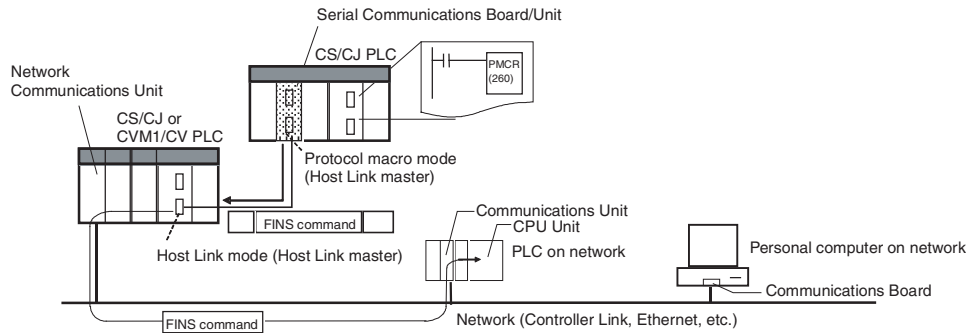 Serial Communications Board/Unit
CS/CJ PLC
PMCR
(260)
Network
Communications Unit
CS/CJ or
CVM1/CV PLC
Protocol macro mode
(Host Link master)
FINS command
Host Link mode (Host Link master)
Communications Unit
CPU Unit
PLC on network
Personal computer on network
Communications Board
FINS command
Network (Controller Link, Ethernet, etc.)